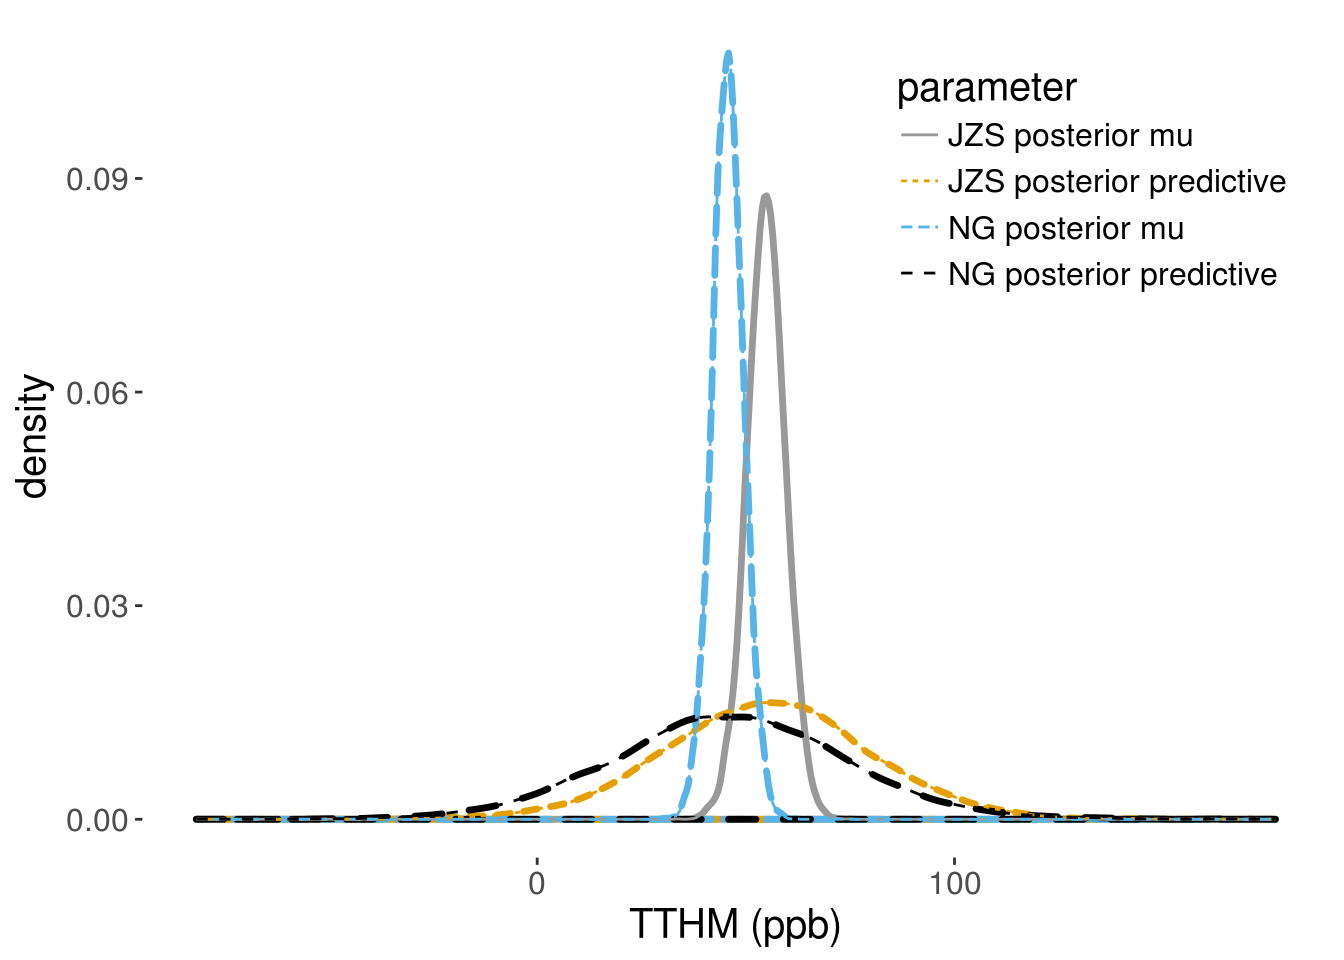 parameter
JZS posterior mu
JZS posterior predictive
NG posterior mu
NG posterior predictive
density
0.09
0.06
0.03
0.00
0
100
TTHM (ppb)